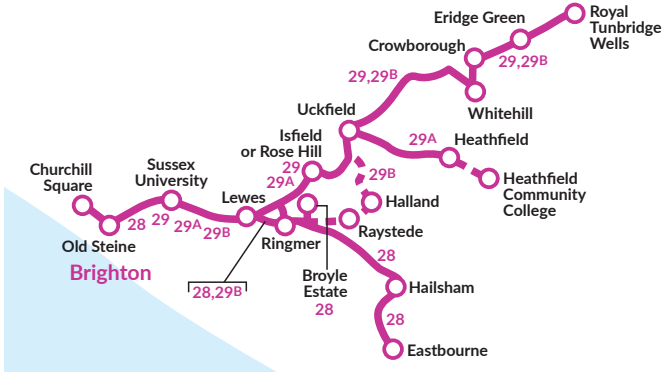 Royal
Tunbridge
Wells
Eridge Green
Crowborough
29,29B
29,29B
Whitehill
Uckfield
29A
Heathfield
Isfield
or Rose Hill
29
29A
29B
Heathfield
Community
College
Churchill
Square
Sussex
University
Lewes
Halland
Raystede
28
29
29A
29B
Ringmer
Old Steine
Brighton
28,29B
Broyle
Estate
28
28
Hailsham
28
Eastbourne